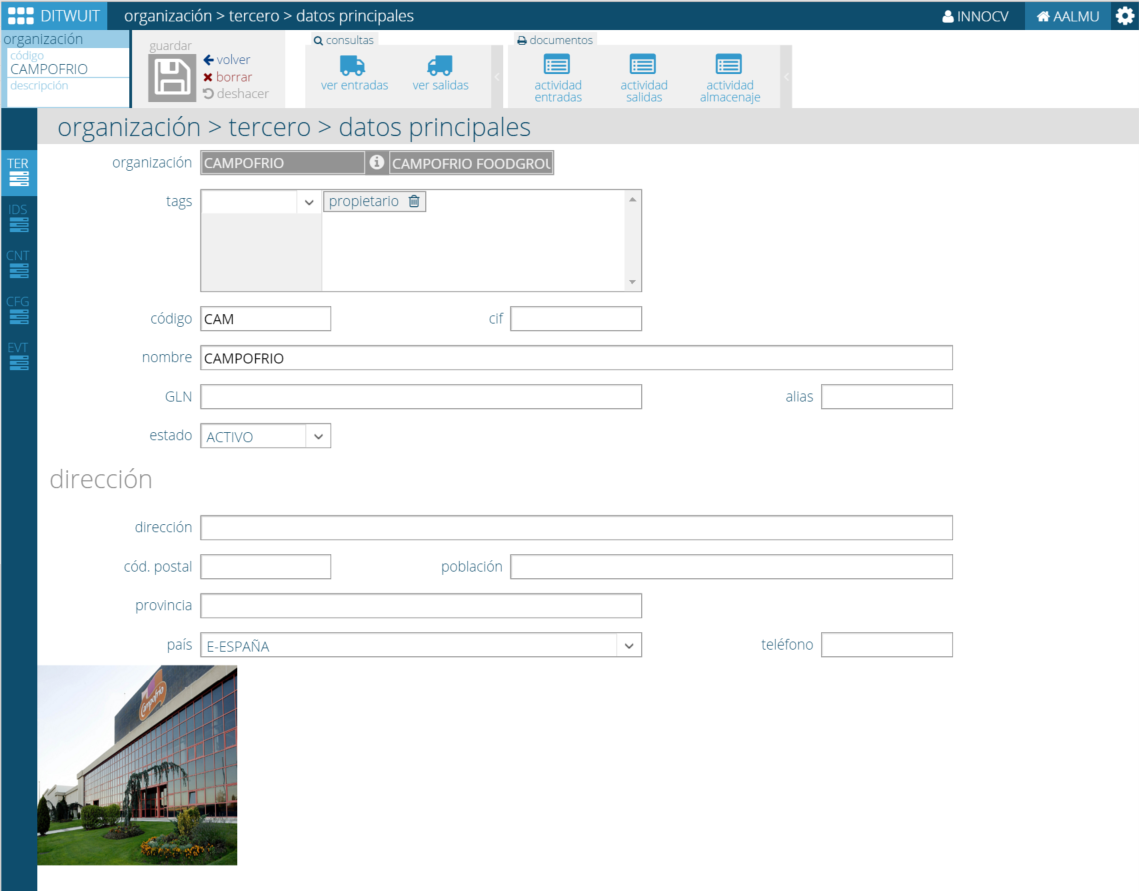 DITWUIT organización > tercero > datos principales INNOCV AALMU
organización
código
CAMPOFRIO
descripción
guardar
volver
borrar
deshacer
consultas
ver entradas ver salidas
documentos
actividad entradas
actividad salidas
actividad almacenaje
organización > tercero > datos principales
TER
IDS
CNT
CFG
EVT
organización CAMPOFRIO CAMPOFRIO FOODGROU
tags propietario
código CAM cif
nombre CAMPOFRIO
GLN alias
estado ACTIVO
dirección
dirección
cód. postal población
provincia
país E-ESPAÑA teléfono
Campofrio